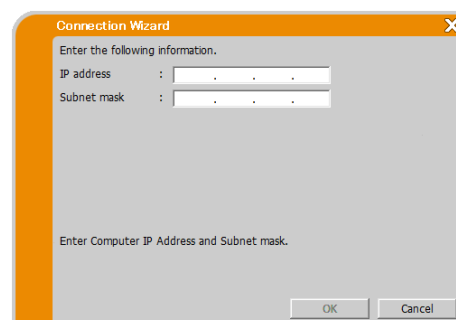 Connection Wizard
Enter the following information.
IP address : . . .
Subnet mask : . . .
Enter Computer IP Address and Subnet mask.
OK Cancel